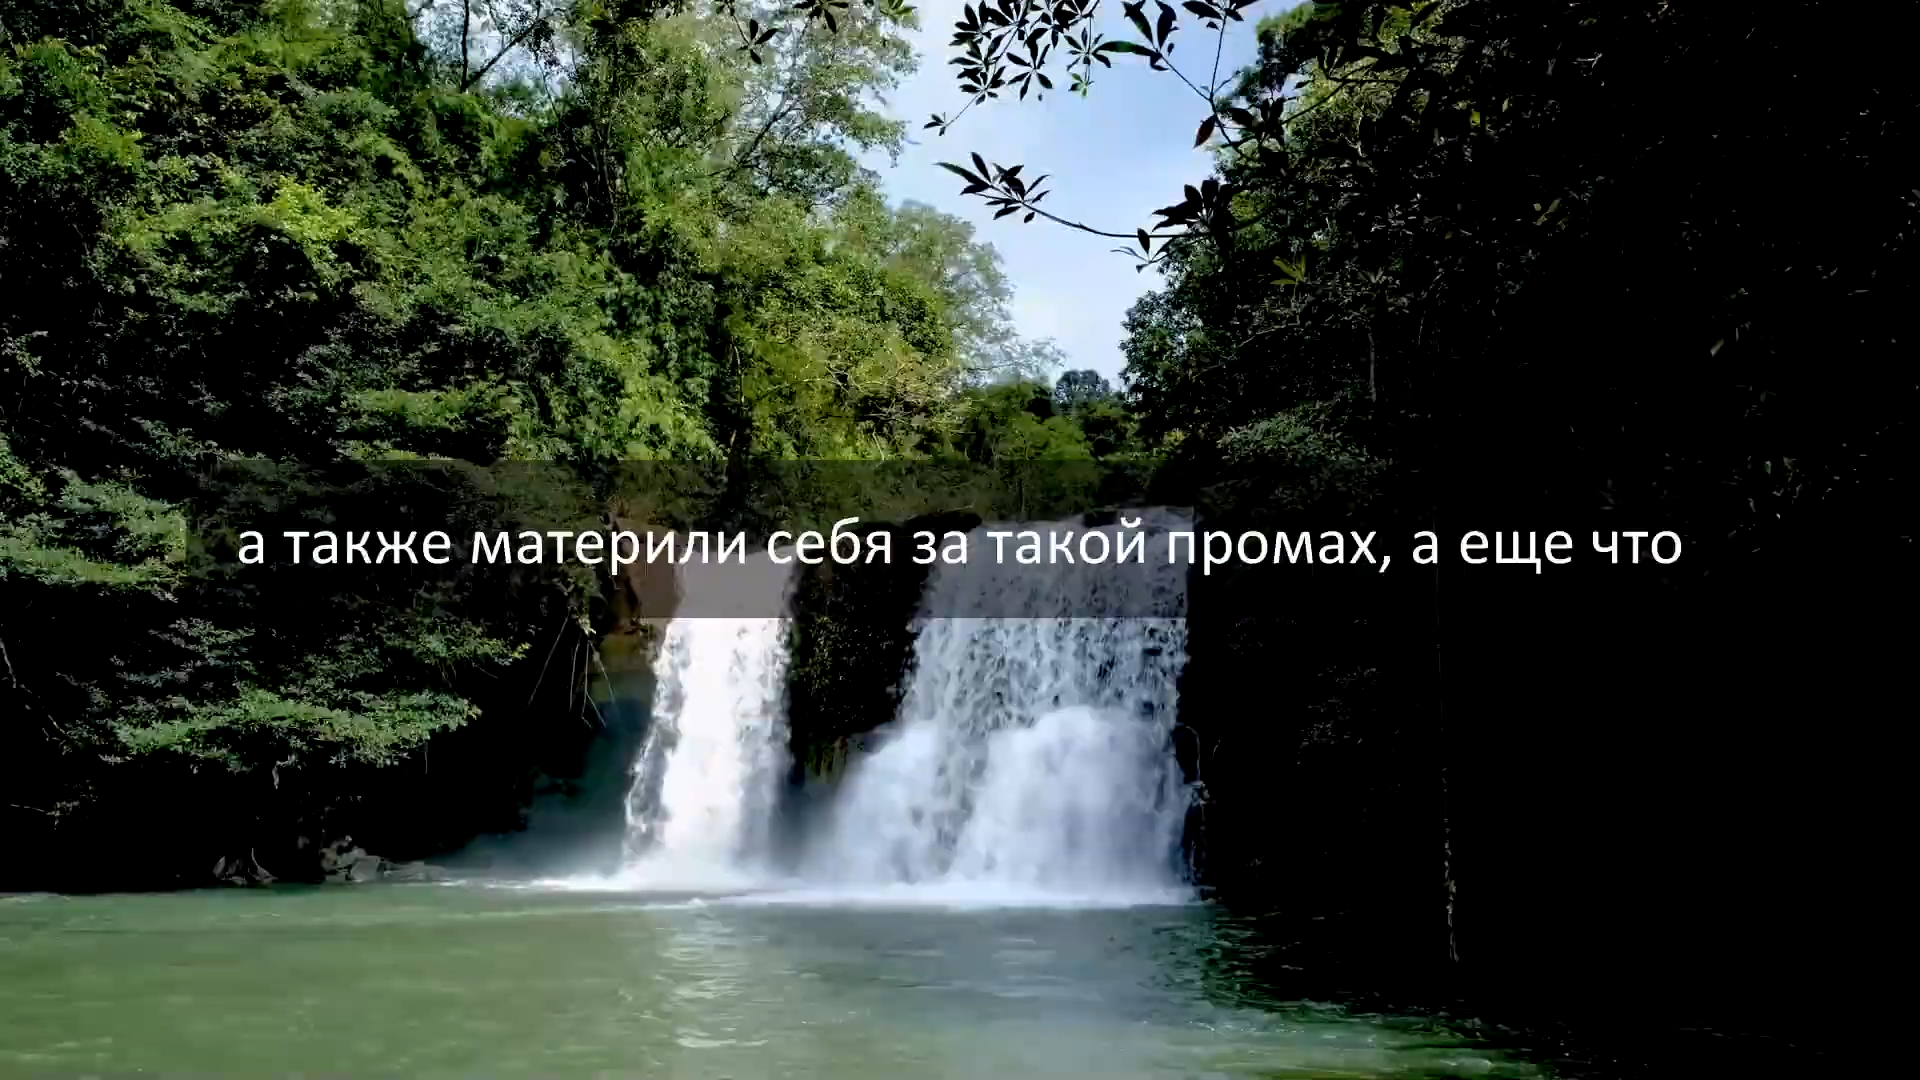 а также материли себя за такой промах, а еще что